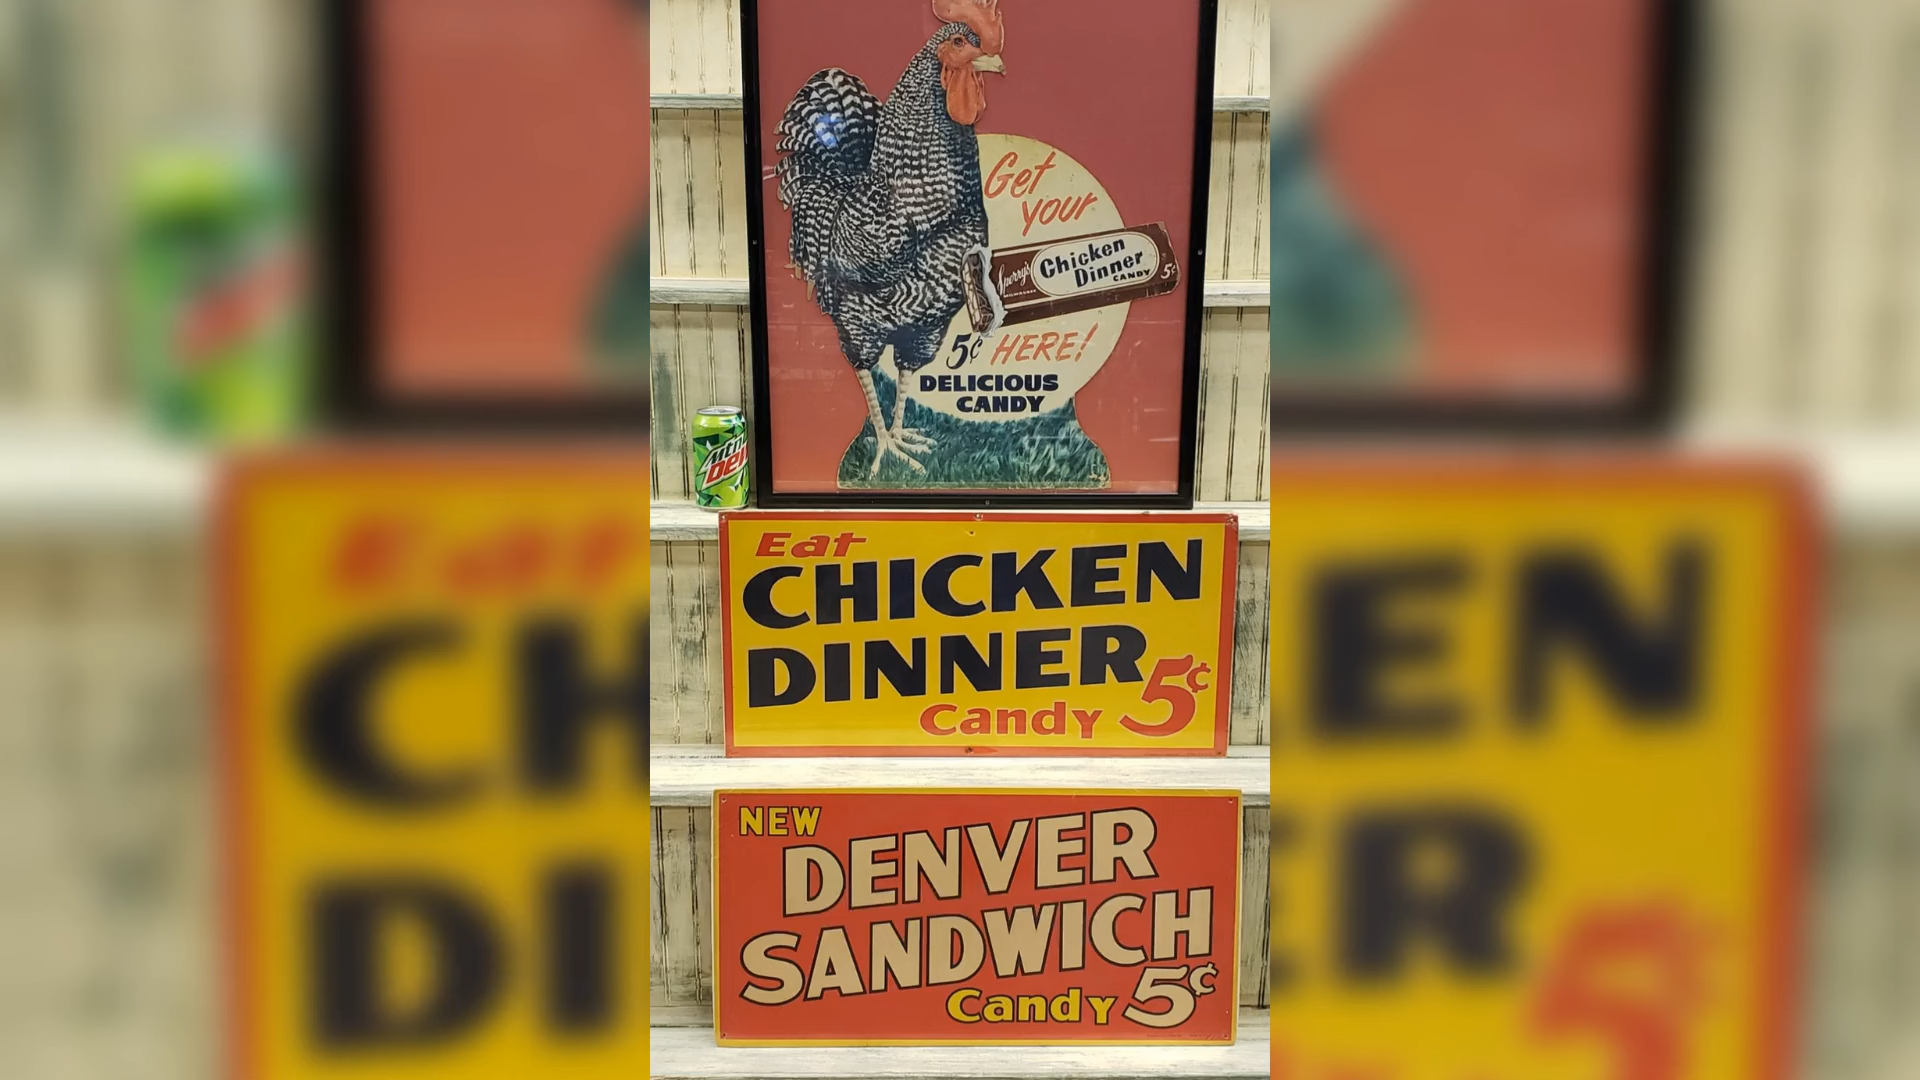 Get
your
Sperry's
Chicken
Dinner
CANDY
5¢
MILWAUKEE
5¢ HERE!
DELICIOUS
CANDY
Mtn
DEW
Eat
CHICKEN
DINNER
Candy 5¢
NEW
DENVER
SANDWICH
Candy 5¢